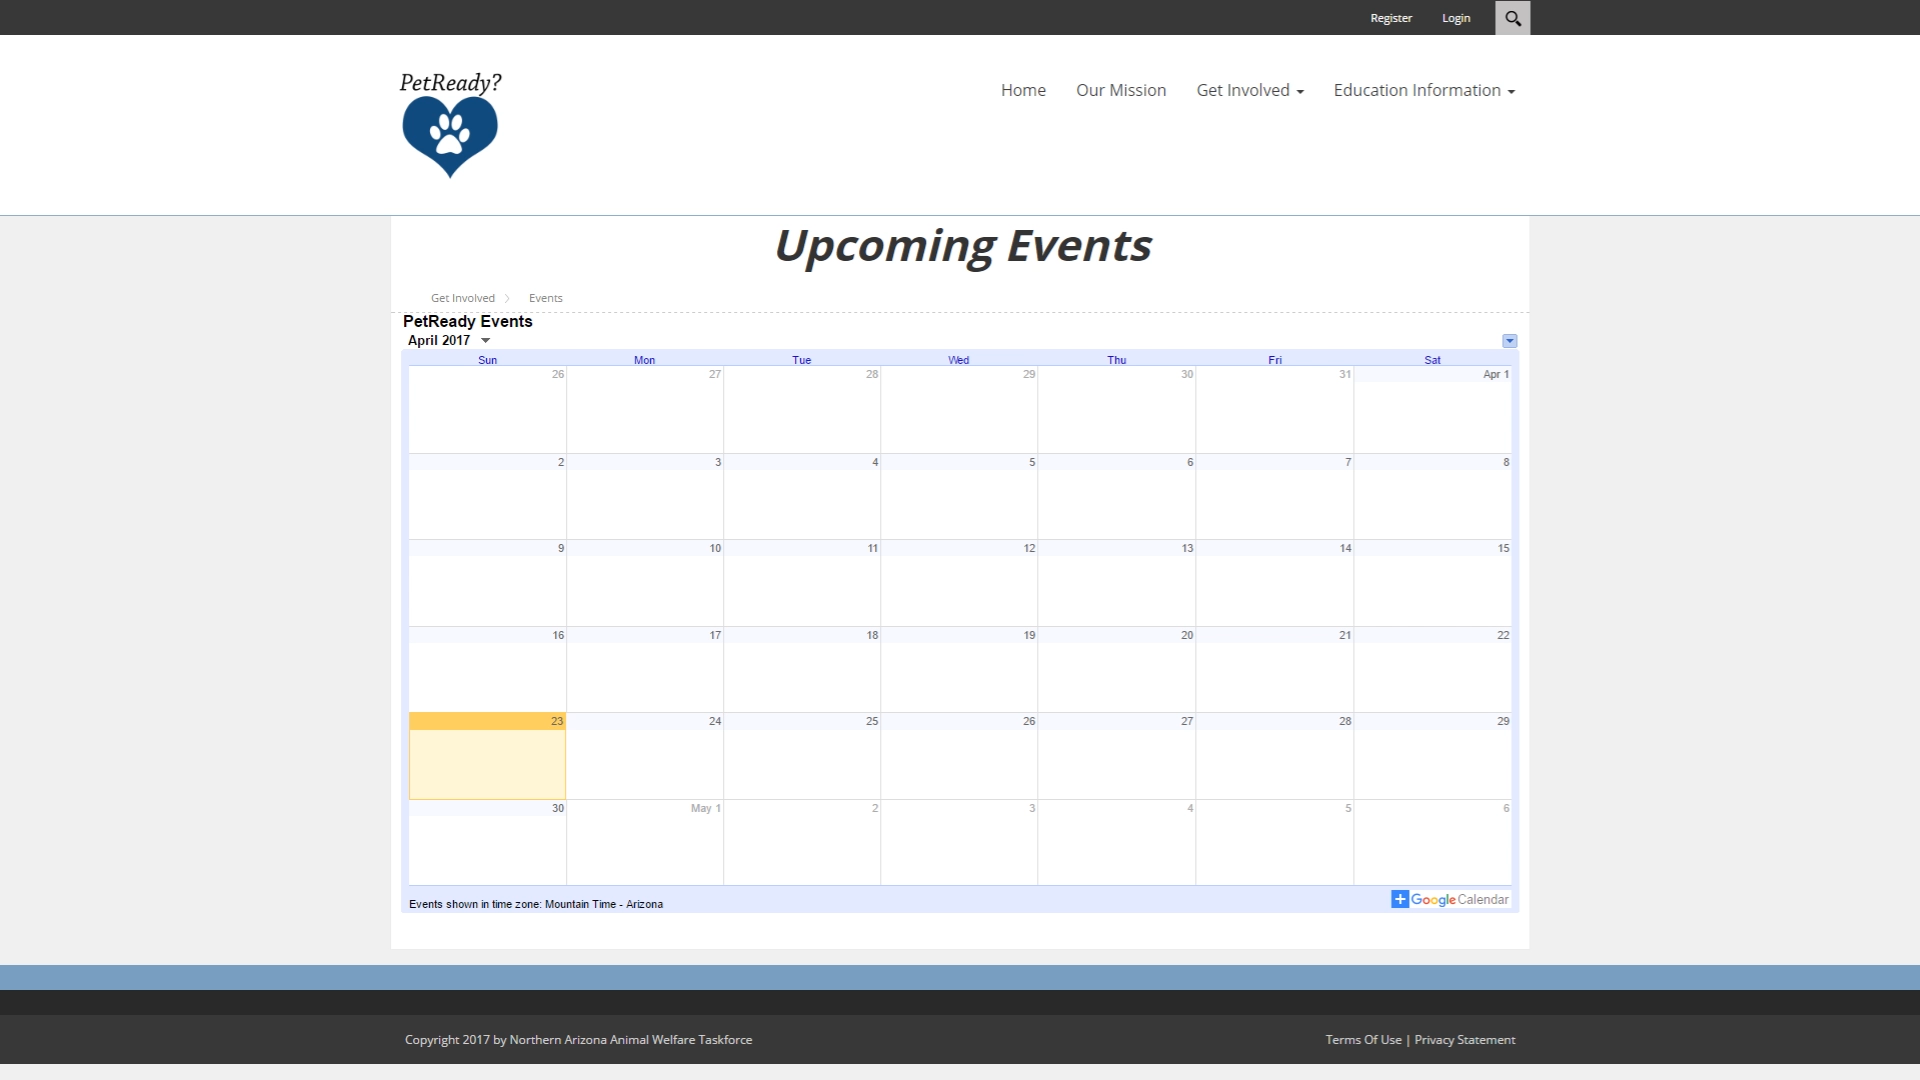 Register Login
PetReady?
Home Our Mission Get Involved Education Information
Upcoming Events
Get Involved Events
PetReady Events
April 2017
Sun Mon Tue Wed Thu Fri Sat
26 27 28 29 30 31 Apr 1
2 3 4 5 6 7 8
9 10 11 12 13 14 15
16 17 18 19 20 21 22
23 24 25 26 27 28 29
30 May 1 2 3 4 5 6
Events shown in time zone: Mountain Time - Arizona
+ Google Calendar
Copyright 2017 by Northern Arizona Animal Welfare Taskforce
Terms Of Use | Privacy Statement